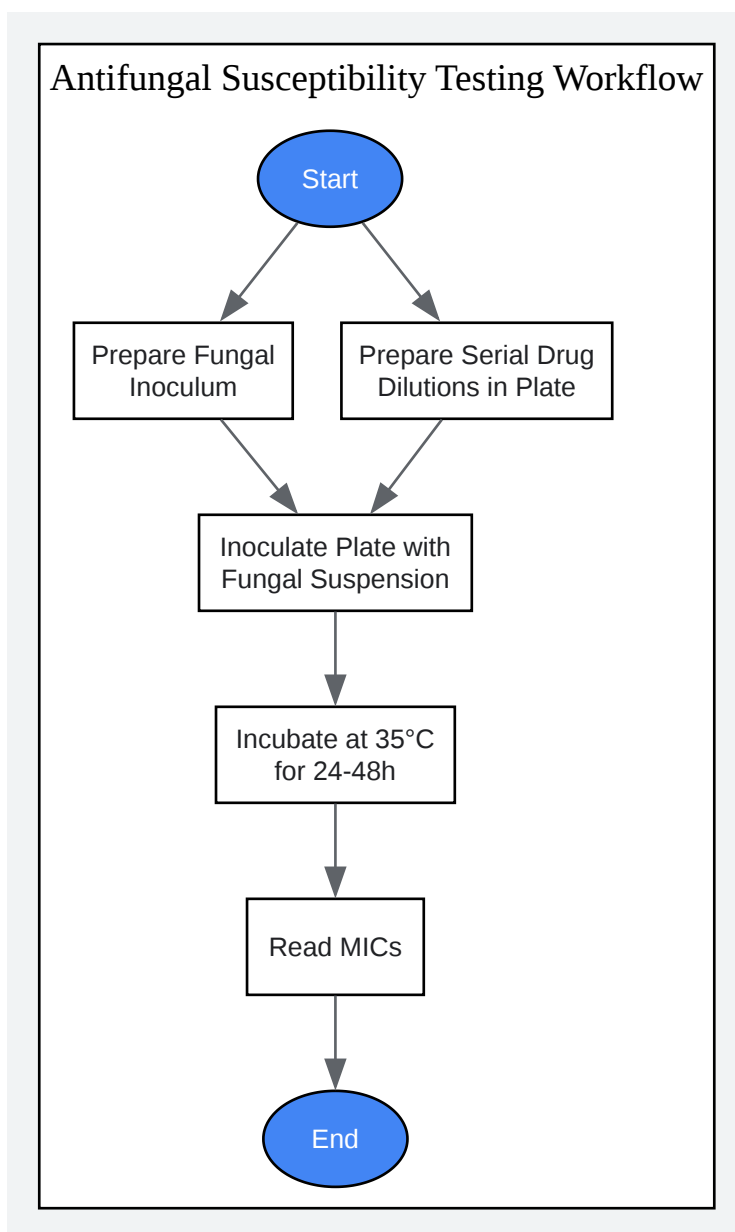 Antifungal Susceptibility Testing Workflow
Start
Prepare Fungal
Inoculum
Prepare Serial Drug
Dilutions in Plate
Inoculate Plate with
Fungal Suspension
Incubate at 35°C
for 24-48h
Read MICs
End